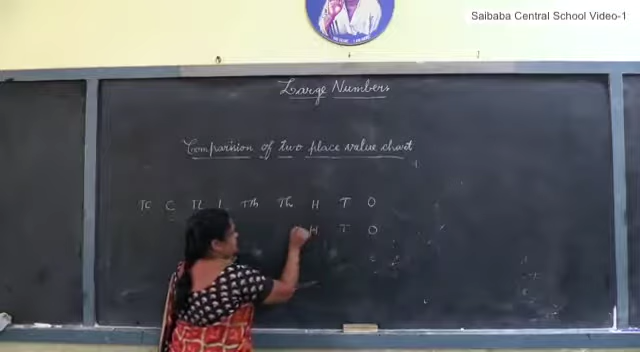 Saibaba Central School Video-1
Large Numbers
Comparision of two place value chart
TC C TL L TTh Th H T O
H T O